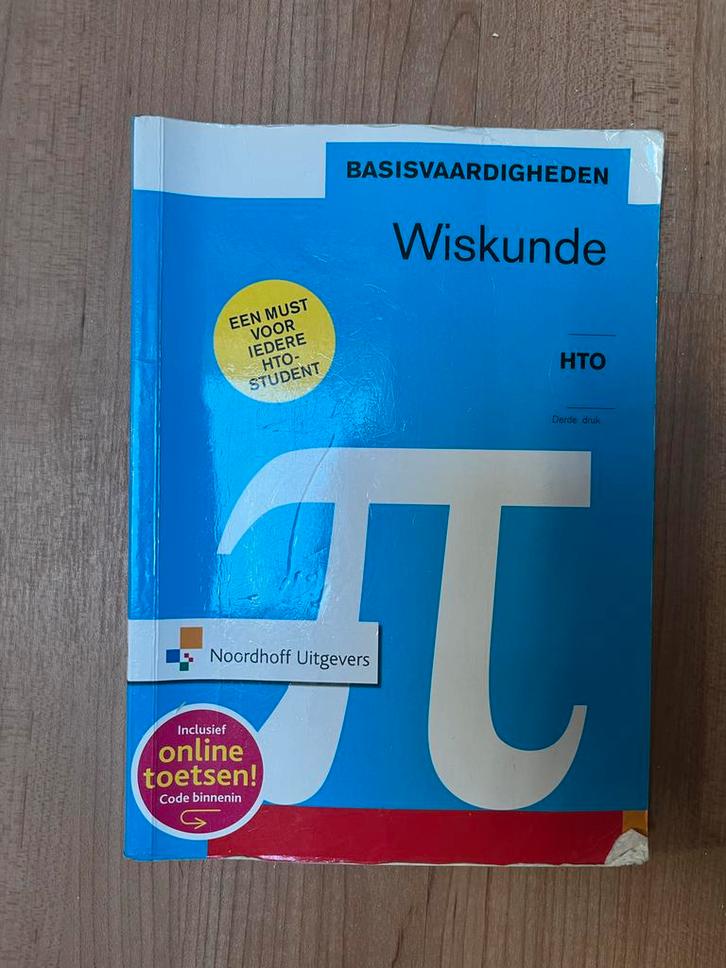 BASISVAARDIGHEDEN
Wiskunde
EEN MUST
VOOR
IEDERE
HTO-
STUDENT
HTO
Derde druk
π
Noordhoff Uitgevers
Inclusief
online
toetsen!
Code binnenin